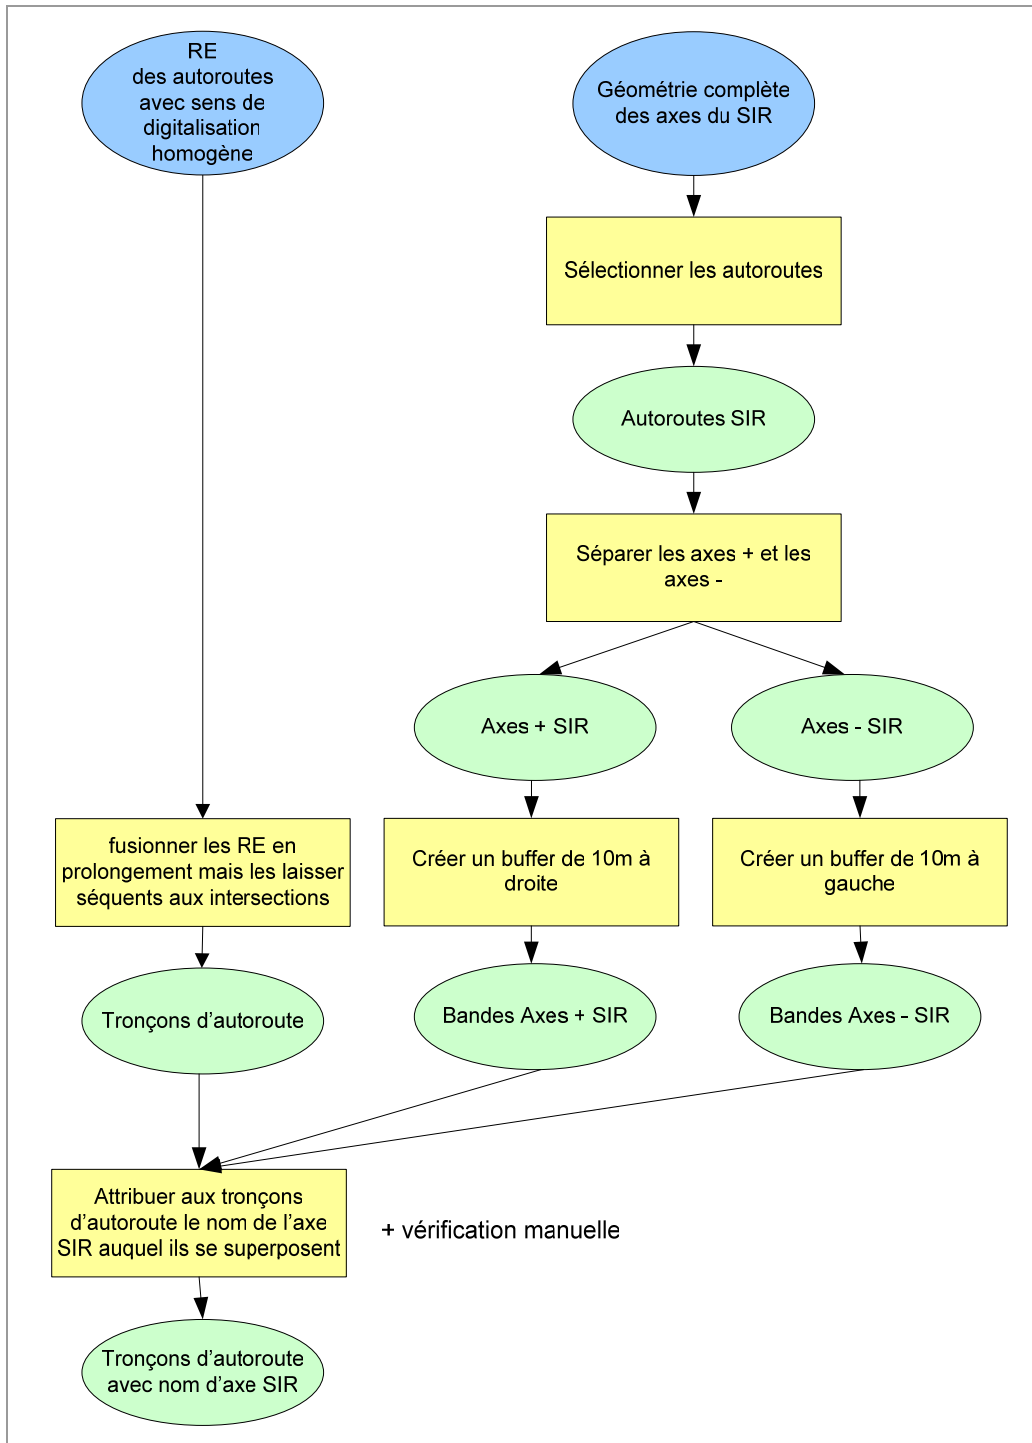 RE
des autoroutes
avec sens de
digitalisation
homogène
Géométrie complète
des axes du SIR
Sélectionner les autoroutes
Autoroutes SIR
Séparer les axes + et les
axes -
Axes + SIR
Axes - SIR
fusionner les RE en
prolongement mais les laisser
séquents aux intersections
Créer un buffer de 10m à
droite
Créer un buffer de 10m à
gauche
Tronçons d’autoroute
Bandes Axes + SIR
Bandes Axes - SIR
Attribuer aux tronçons
d’autoroute le nom de l’axe
SIR auquel ils se superposent
+ vérification manuelle
Tronçons d’autoroute
avec nom d’axe SIR